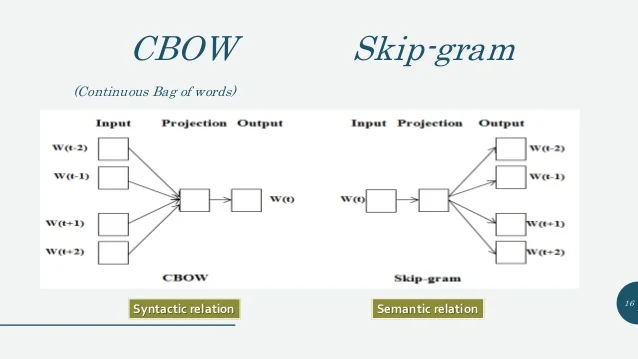 CBOW
(Continuous Bag of words)
Skip-gram
Input Projection Output
W(t-2)
W(t-1)
W(t+1)
W(t+2)
W(t)
CBOW
Input Projection Output
W(t)
W(t-2)
W(t-1)
W(t+1)
W(t+2)
Skip-gram
Syntactic relation
Semantic relation
16